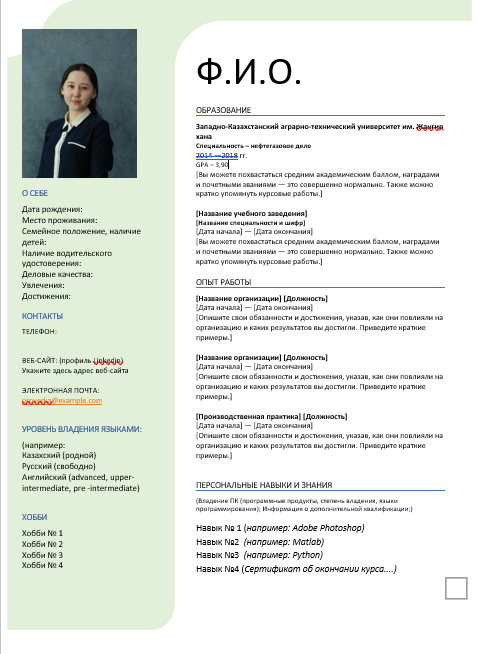 Ф.И.О.
ОБРАЗОВАНИЕ
Западно-Казахстанский аграрно-технический университет им. Жангир
хана
Специальность – нефтегазовое дело
2014 —2018 гг.
GPA – 3,90
[Вы можете похвастаться средним академическим баллом, наградами
и почетными званиями — это совершенно нормально. Также можно
кратко упомянуть курсовые работы.]
[Название учебного заведения]
[Название специальности и шифр)
[Дата начала] — [Дата окончания]
[Вы можете похвастаться средним академическим баллом, наградами
и почетными званиями — это совершенно нормально. Также можно
кратко упомянуть курсовые работы.]
ОПЫТ РАБОТЫ
[Название организации] [Должность]
[Дата начала] — [Дата окончания]
[Опишите свои обязанности и достижения, указав, как они повлияли на
организацию и каких результатов вы достигли. Приведите краткие
примеры.]
[Название организации] [Должность]
[Дата начала] — [Дата окончания]
[Опишите свои обязанности и достижения, указав, как они повлияли на
организацию и каких результатов вы достигли. Приведите краткие
примеры.]
[Производственная практика] [Должность]
[Дата начала] — [Дата окончания]
[Опишите свои обязанности и достижения, указав, как они повлияли на
организацию и каких результатов вы достигли. Приведите краткие
примеры.]
ПЕРСОНАЛЬНЫЕ НАВЫКИ И ЗНАНИЯ
(Владение ПК (программные продукты, степень владения, языки
программирования); Информация о дополнительной квалификации;)
Навык № 1 (например: Adobe Photoshop)
Навык №2 (например: Matlab)
Навык №3 (например: Python)
Навык №4 (Сертификат об окончании курса....)
О СЕБЕ
Дата рождения:
Место проживания:
Семейное положение, наличие
детей:
Наличие водительского
удостоверения:
Деловые качества:
Увлечения:
Достижения:
КОНТАКТЫ
ТЕЛЕФОН:
ВЕБ-САЙТ: (профиль Linkedin)
Укажите здесь адрес веб-сайта
ЭЛЕКТРОННАЯ ПОЧТА:
@example.com
УРОВЕНЬ ВЛАДЕНИЯ ЯЗЫКАМИ:
(например:
Казахский (родной)
Русский (свободно)
Английский (advanced, upper-
intermediate, pre -intermediate)
ХОББИ
Хобби № 1
Хобби № 2
Хобби № 3
Хобби № 4